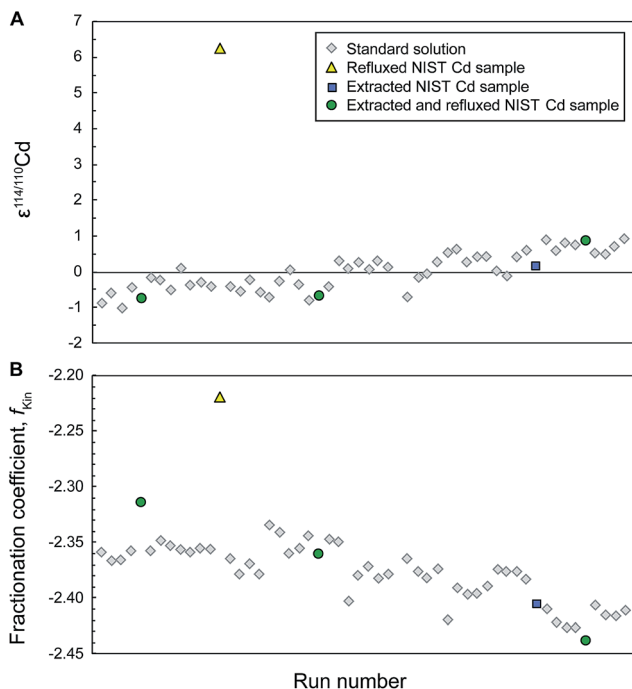 A
7
6
5
4
3
2
1
0
-1
-2
ε114/110Cd
Standard solution
Refluxed NIST Cd sample
Extracted NIST Cd sample
Extracted and refluxed NIST Cd sample
B
-2.20
-2.25
-2.30
-2.35
-2.40
-2.45
Fractionation coefficient, fKin
Run number